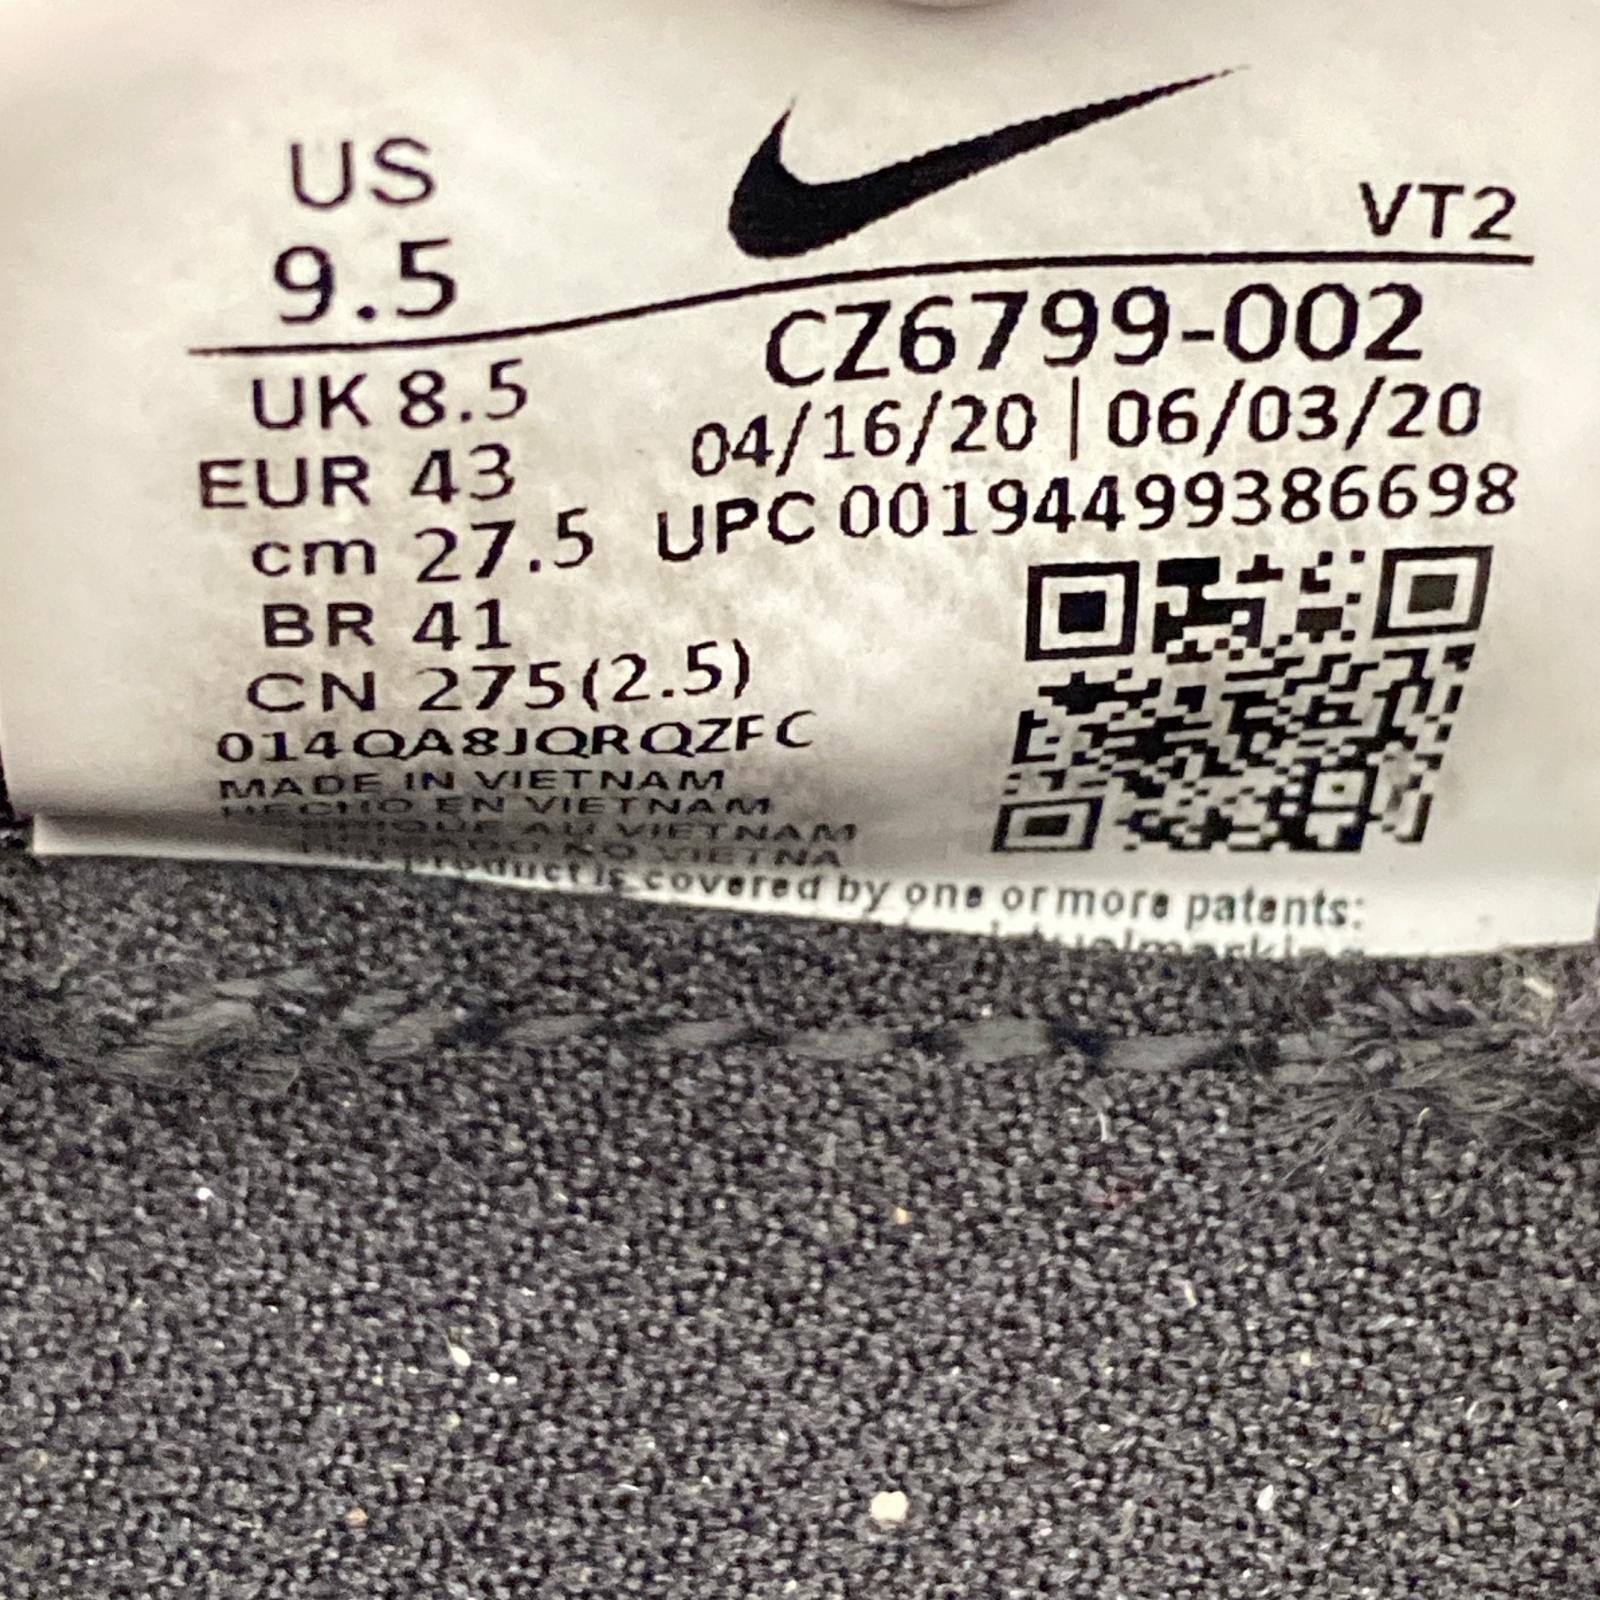 US
9.5
VT2
UK 8.5
EUR 43
cm 27.5
BR 41
CN 275(2.5)
014QA8JQRQZFC
MADE IN VIETNAM
HECHO EN VIETNAM
AU VIETNAM
CZ6799-002
04/16/20 | 06/03/20
UPC 00194499386698
product is covered by one or more patents: